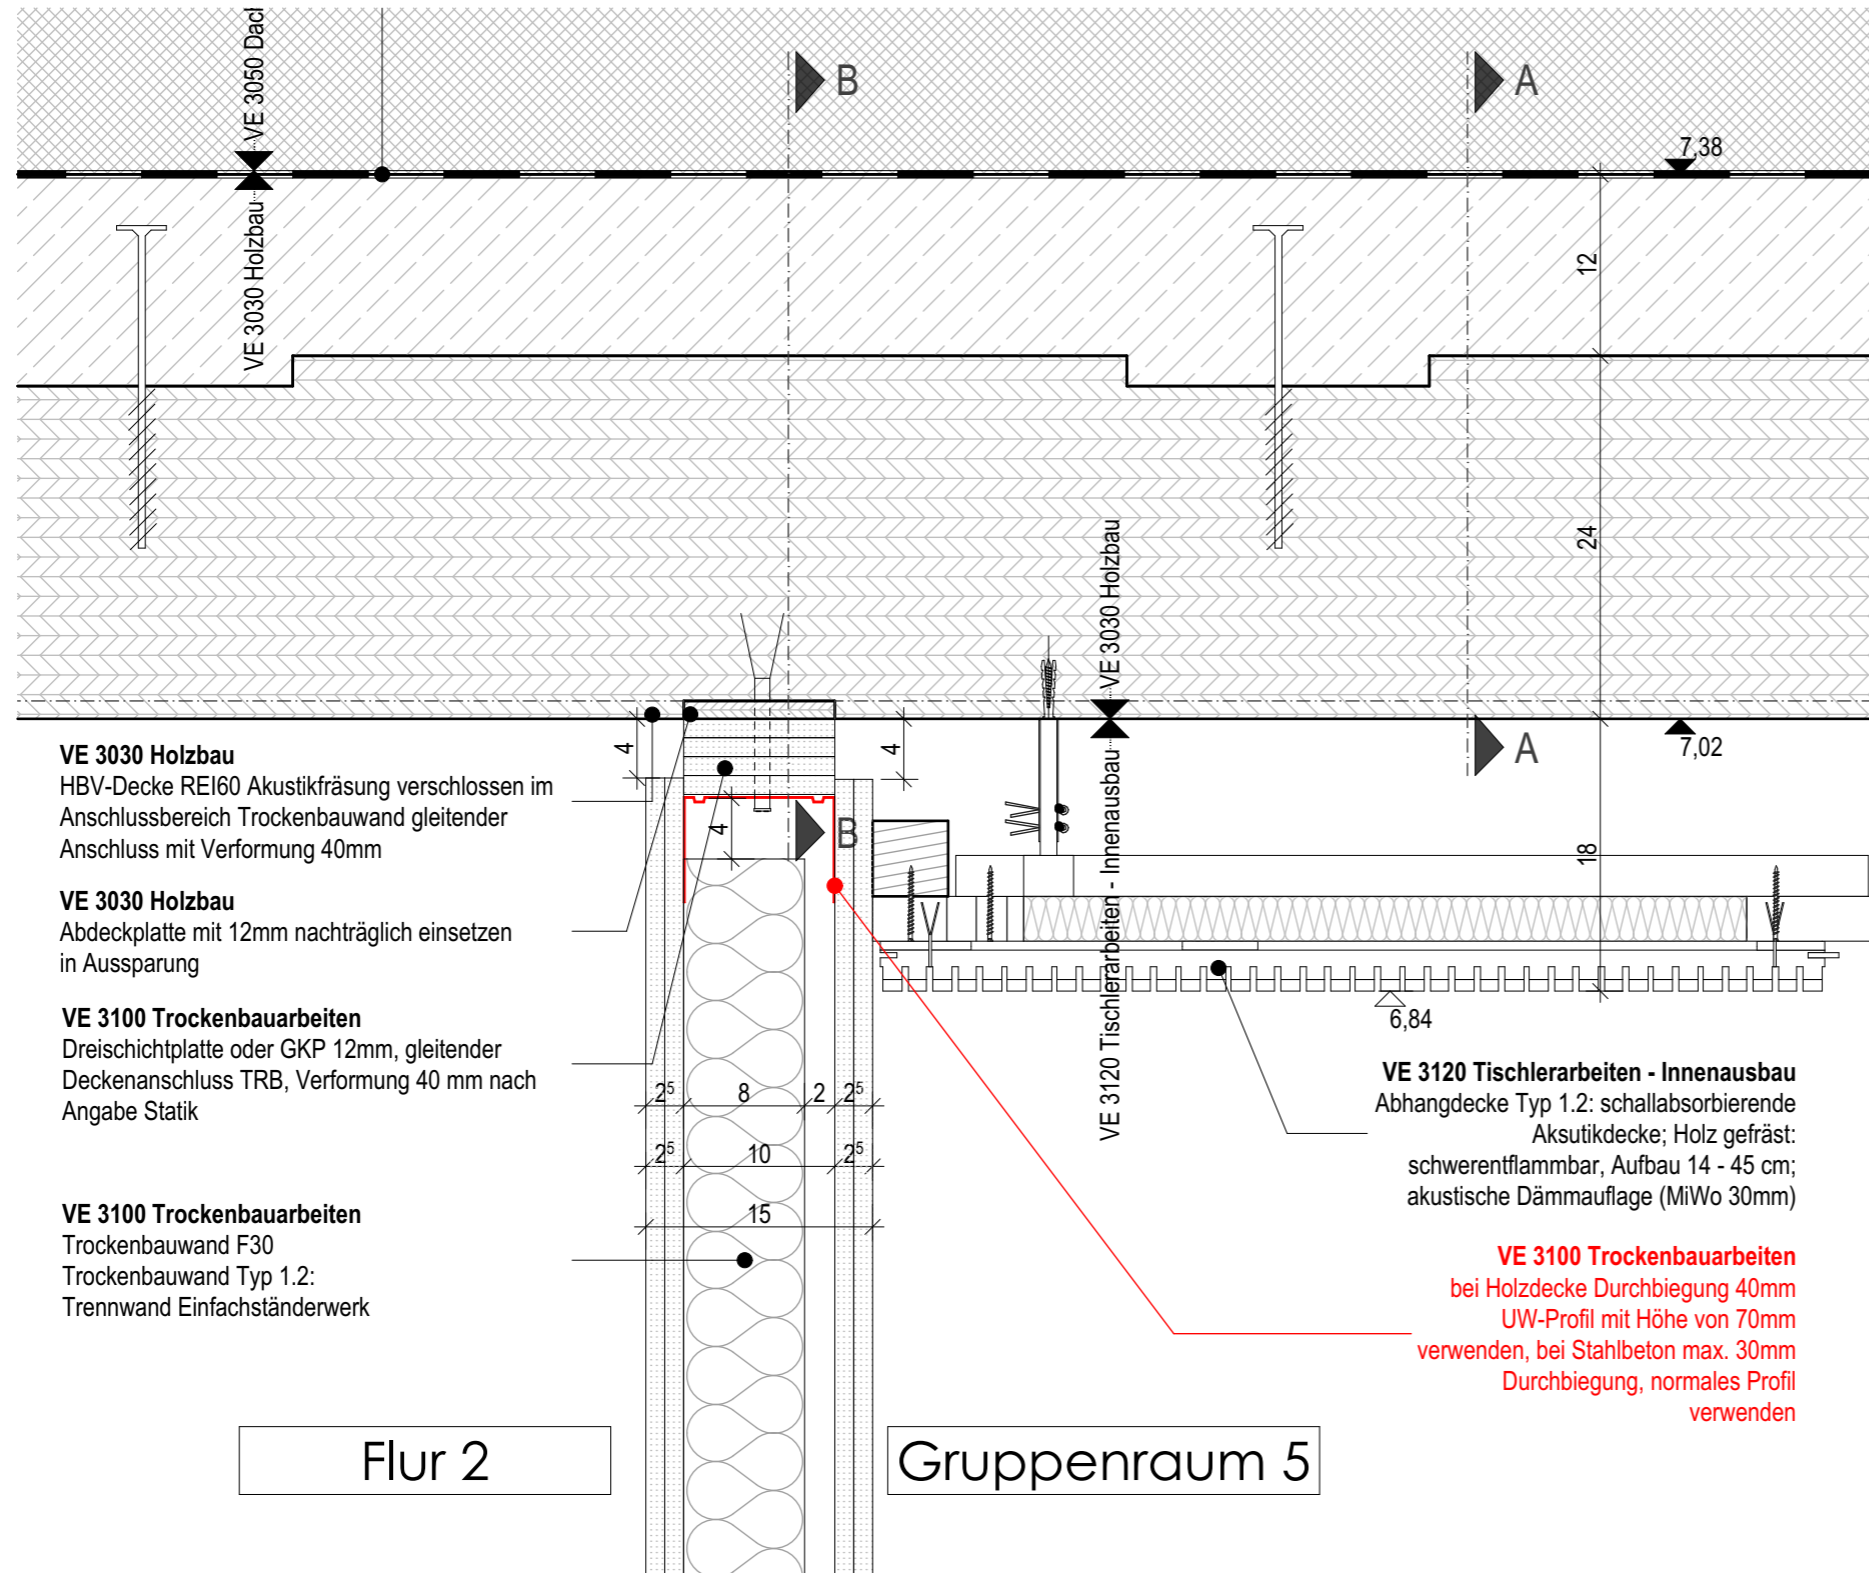 VE 3050 Dach
VE 3030 Holzbau
B
A
7,38
12
24
VE 3030 Holzbau
VE 3120 Tischlerarbeiten - Innenausbau
A
7,02
4
4
4
B
18
6,84
VE 3030 Holzbau
HBV-Decke REI60 Akustikfräsung verschlossen im
Anschlussbereich Trockenbauwand gleitender
Anschluss mit Verformung 40mm
VE 3030 Holzbau
Abdeckplatte mit 12mm nachträglich einsetzen
in Aussparung
VE 3100 Trockenbauarbeiten
Dreischichtplatte oder GKP 12mm, gleitender
Deckenanschluss TRB, Verformung 40 mm nach
Angabe Statik
VE 3100 Trockenbauarbeiten
Trockenbauwand F30
Trockenbauwand Typ 1.2:
Trennwand Einfachständerwerk
2⁵ 8 2 2⁵
2⁵ 10 2⁵
15
VE 3120 Tischlerarbeiten - Innenausbau
Abhangdecke Typ 1.2: schallabsorbierende
Aksutikdecke; Holz gefräst:
schwerentflammbar, Aufbau 14 - 45 cm;
akustische Dämmauflage (MiWo 30mm)
VE 3100 Trockenbauarbeiten
bei Holzdecke Durchbiegung 40mm
UW-Profil mit Höhe von 70mm
verwenden, bei Stahlbeton max. 30mm
Durchbiegung, normales Profil
verwenden
Flur 2
Gruppenraum 5